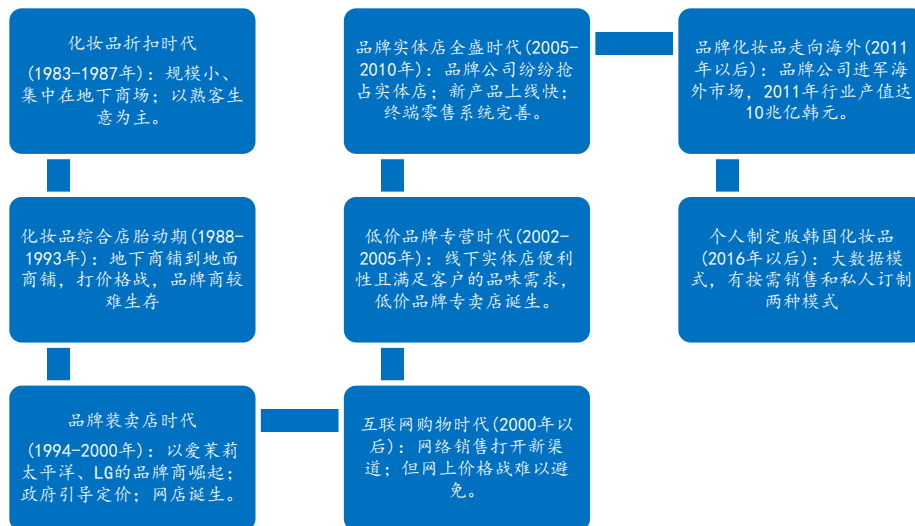 化妆品折扣时代
(1983-1987年)：规模小、
集中在地下商场；以熟客生
意为主。
化妆品综合店胎动期(1988-
1993年)：地下商铺到地面
商铺，打价格战，品牌商较
难生存
品牌装卖店时代
(1994-2000年)：以爱茉莉
太平洋、LG的品牌商崛起；
政府引导定价；网店诞生。
互联网购物时代(2000年以
后)：网络销售打开新渠
道；但网上价格战难以避
免。
低价品牌专营时代(2002-
2005年)：线下实体店便利
性且满足客户的品味需求，
低价品牌专卖店诞生。
品牌实体店全盛时代(2005-
2010年)：品牌公司纷纷抢
占实体店；新产品上线快；
终端零售系统完善。
品牌化妆品走向海外(2011
年以后)：品牌公司进军海
外市场，2011年行业产值达
10兆亿韩元。
个人制定版韩国化妆品
(2016年以后)：大数据模
式，有按需销售和私人订制
两种模式